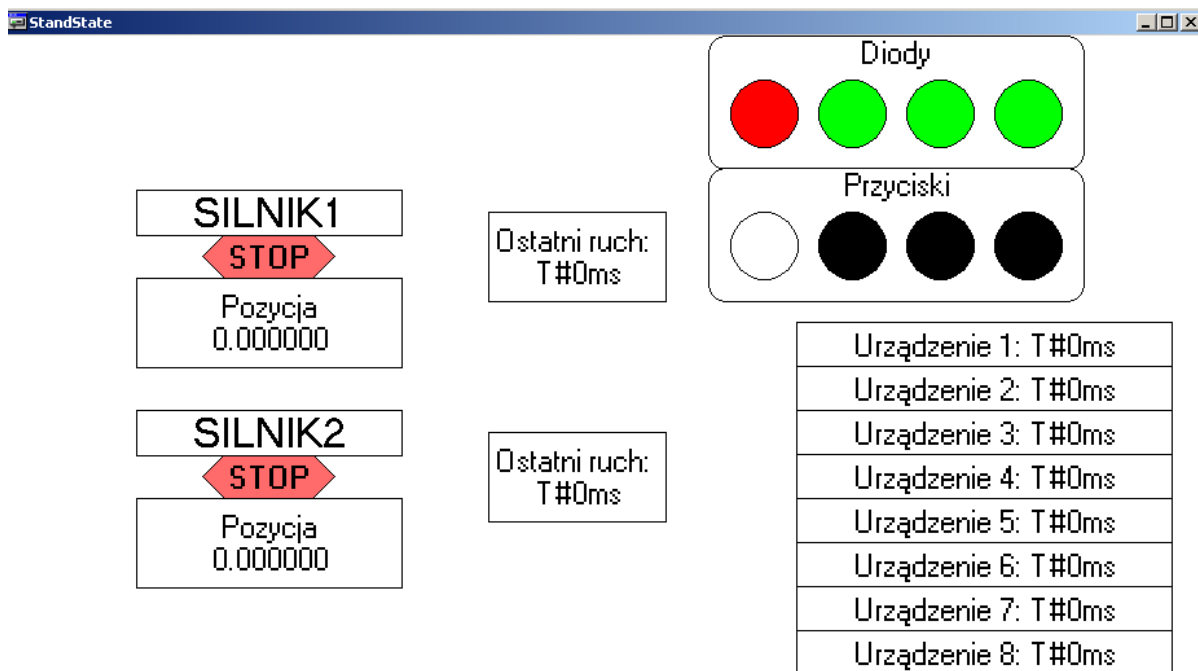 StandState
Diody
Przyciski
SILNIK1
STOP
Pozycja
0.000000
Ostatni ruch:
T#0ms
SILNIK2
STOP
Pozycja
0.000000
Ostatni ruch:
T#0ms
Urządzenie 1: T#0ms
Urządzenie 2: T#0ms
Urządzenie 3: T#0ms
Urządzenie 4: T#0ms
Urządzenie 5: T#0ms
Urządzenie 6: T#0ms
Urządzenie 7: T#0ms
Urządzenie 8: T#0ms